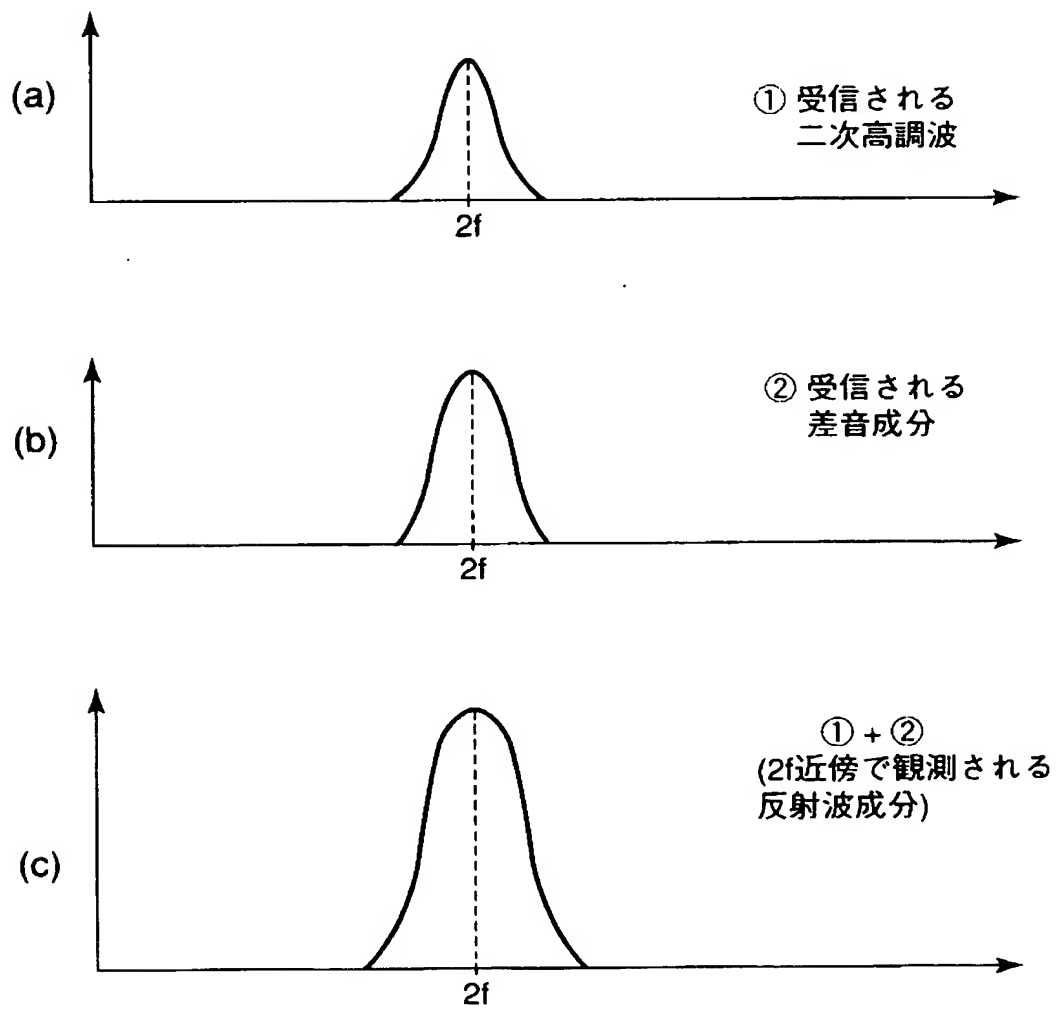 (a)
① 受信される
二次高調波
2f
(b)
② 受信される
差音成分
2f
(c)
① + ②
(2f近傍で観測される
反射波成分)
2f